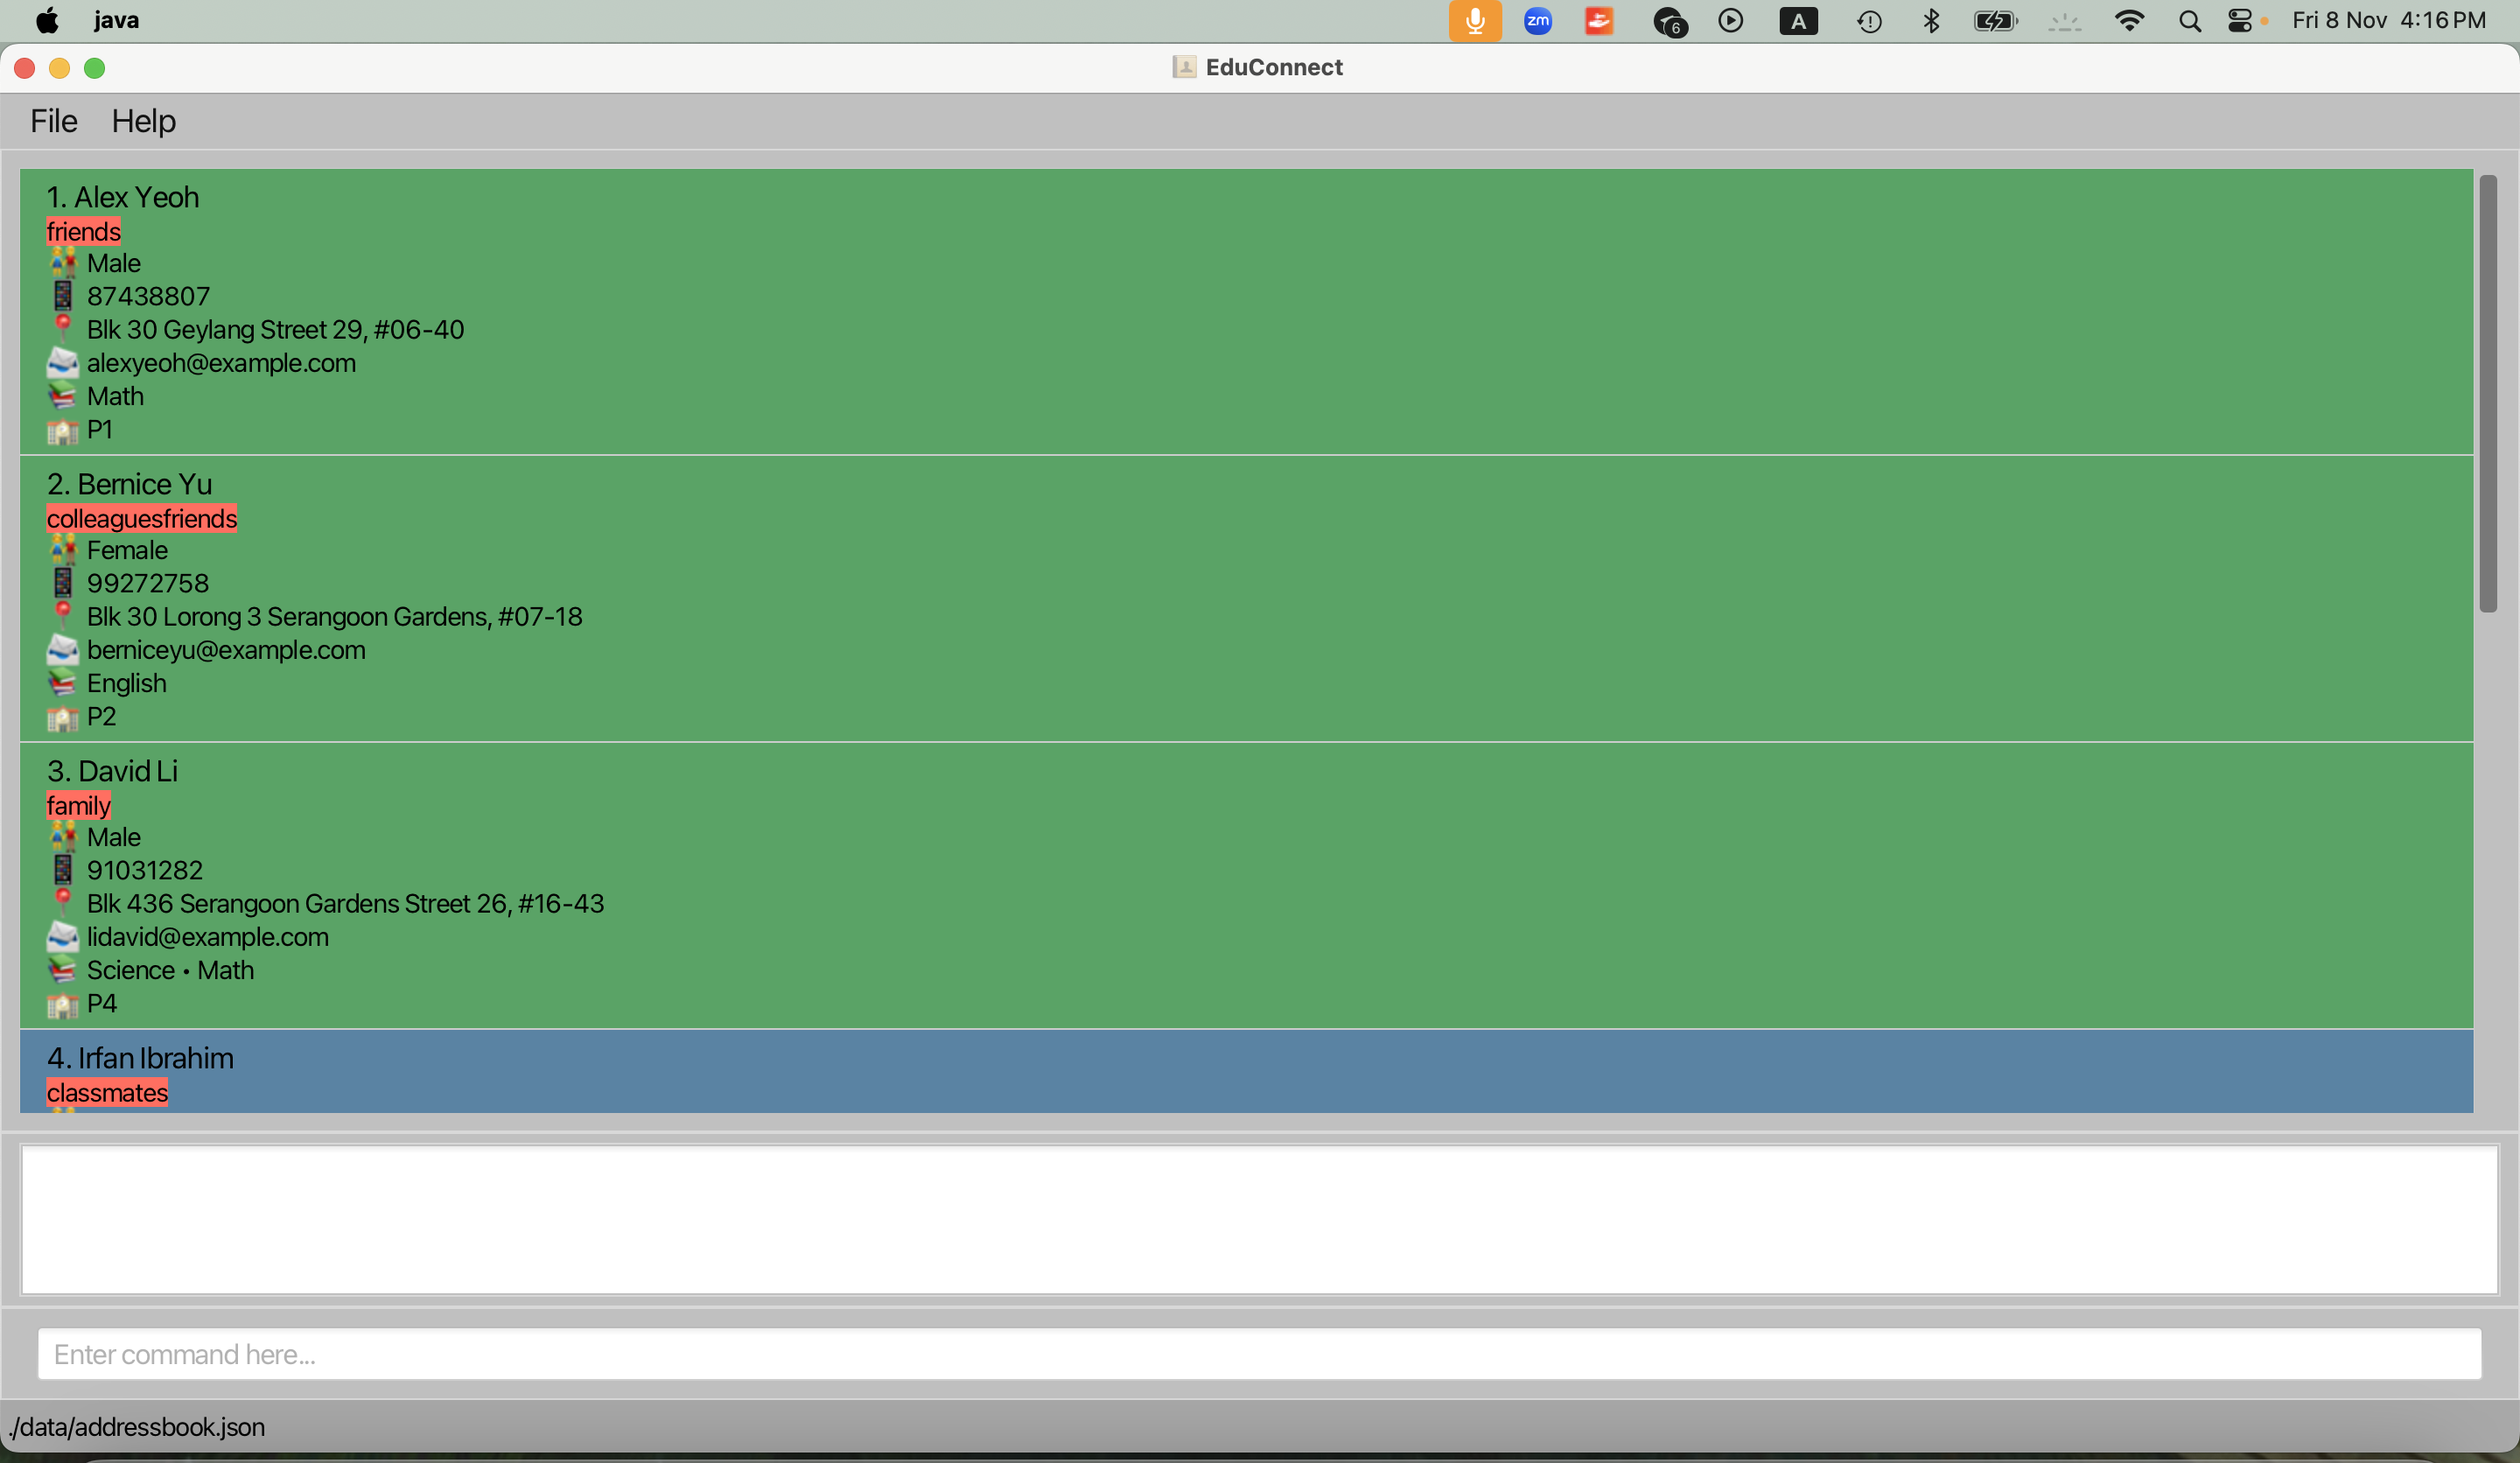 java
zm
6
A
Fri 8 Nov 4:16 PM
EduConnect
File Help
1. Alex Yeoh
friends
Male
87438807
Blk 30 Geylang Street 29, #06-40
alexyeoh@example.com
Math
P1
2. Bernice Yu
colleaguesfriends
Female
99272758
Blk 30 Lorong 3 Serangoon Gardens, #07-18
berniceyu@example.com
English
P2
3. David Li
family
Male
91031282
Blk 436 Serangoon Gardens Street 26, #16-43
lidavid@example.com
Science • Math
P4
4. Irfan Ibrahim
classmates
Enter command here...
./data/addressbook.json